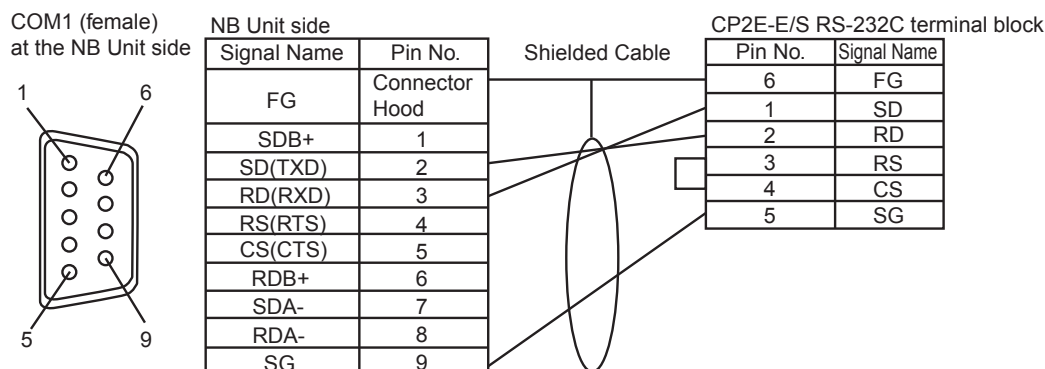 COM1 (female)
at the NB Unit side
1
6
5
9
NB Unit side
Signal Name Pin No.
FG Connector Hood
SDB+ 1
SD(TXD) 2
RD(RXD) 3
RS(RTS) 4
CS(CTS) 5
RDB+ 6
SDA- 7
RDA- 8
SG 9
Shielded Cable
CP2E-E/S RS-232C terminal block
Pin No. Signal Name
6 FG
1 SD
2 RD
3 RS
4 CS
5 SG